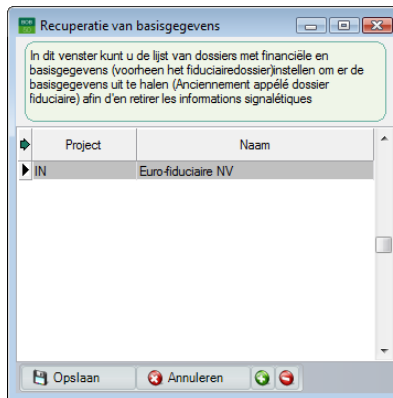 Recuperatie van basisgegevens
In dit venster kunt u de lijst van dossiers met financiële en
basisgegevens (voorheen het fiduciairedossier)instellen om er de
basisgegevens uit te halen (Anciennement appélé dossier
fiduciaire) afin d'en retirer les informations signalétiques
Project Naam
IN Euro-fiduciaire NV
Opslaan Annuleren